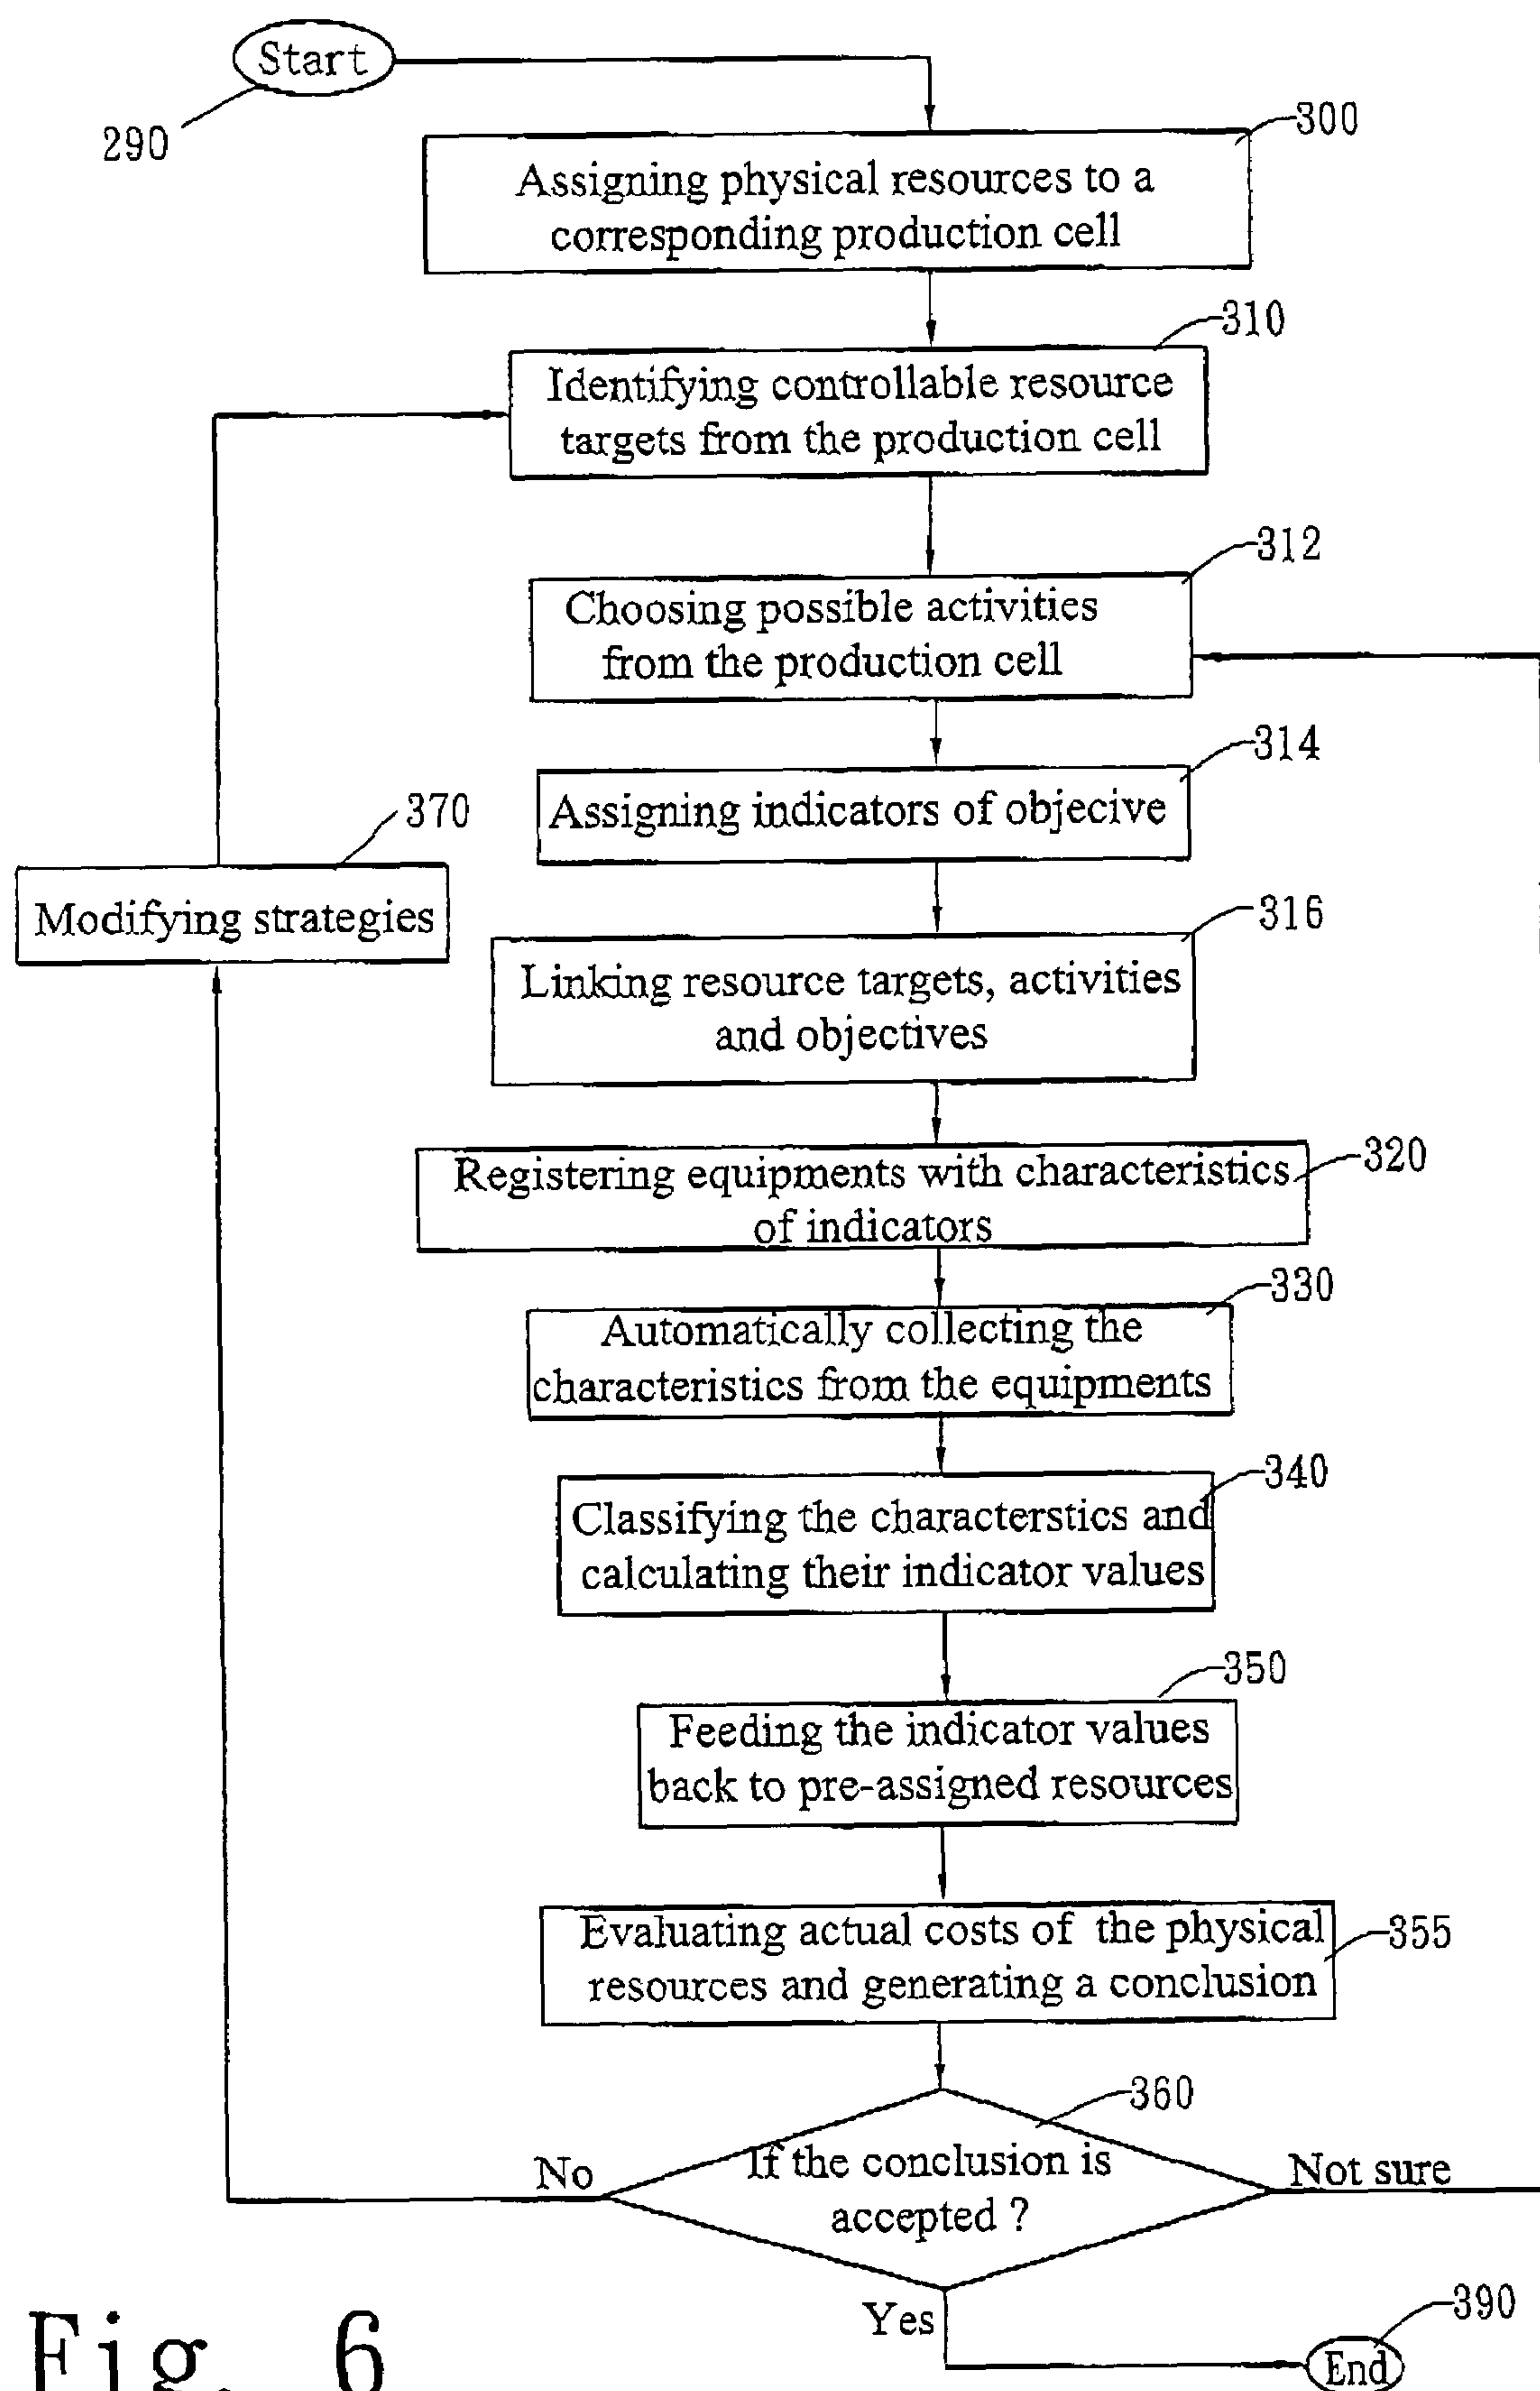 Start
290
300
Assigning physical resources to a
corresponding production cell
310
Identifying controllable resource
targets from the production cell
312
Choosing possible activities
from the production cell
314
Assigning indicators of objecive
370
Modifying strategies
316
Linking resource targets, activities
and objectives
320
Registering equipments with characteristics
of indicators
330
Automatically collecting the
characteristics from the equipments
340
Classifying the characterstics and
calculating their indicator values
350
Feeding the indicator values
back to pre-assigned resources
355
Evaluating actual costs of the physical
resources and generating a conclusion
360
If the conclusion is
accepted ?
No
Not sure
Yes
390
End
Fig. 6